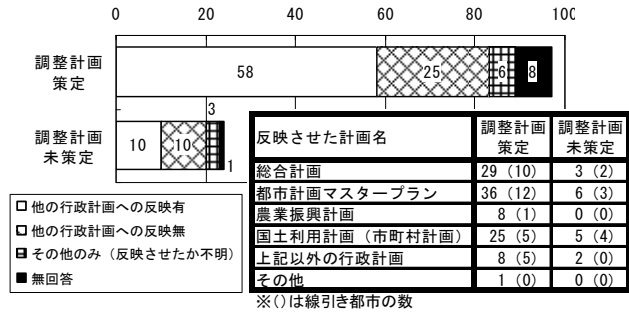 0 20 40 60 80 100
調整計画
策定
58 25 6 8
調整計画
未策定
10 10 3 1
□ 他の行政計画への反映有
□ 他の行政計画への反映無
その他のみ（反映させたか不明）
■ 無回答
反映させた計画名 調整計画策定 調整計画未策定
総合計画 29 (10) 3 (2)
都市計画マスタープラン 36 (12) 6 (3)
農業振興計画 8 (1) 0 (0)
国土利用計画（市町村計画） 25 (5) 5 (4)
上記以外の行政計画 8 (5) 2 (0)
その他 1 (0) 0 (0)
※()は線引き都市の数